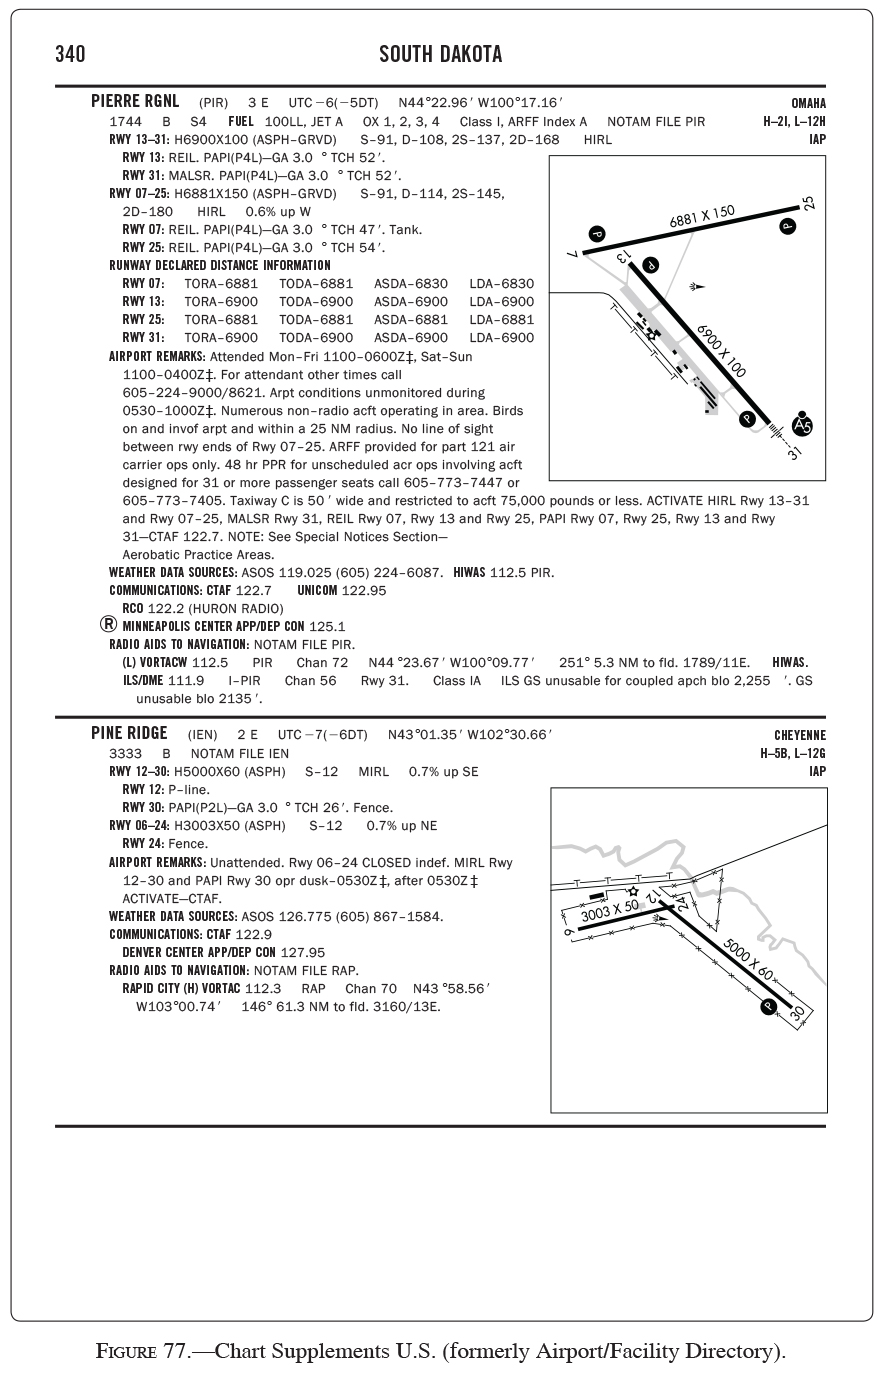 340
SOUTH DAKOTA
PIERRE RGNL (PIR) 3 E UTC−6(−5DT) N44°22.96′ W100°17.16′
OMAHA
1744 B S4 FUEL 100LL, JET A OX 1, 2, 3, 4 Class I, ARFF Index A NOTAM FILE PIR
H–2I, L–12H
RWY 13–31: H6900X100 (ASPH–GRVD) S–91, D–108, 2S–137, 2D–168 HIRL
IAP
RWY 13: REIL. PAPI(P4L)—GA 3.0 ° TCH 52′.
RWY 31: MALSR. PAPI(P4L)—GA 3.0 ° TCH 52′.
RWY 07–25: H6881X150 (ASPH–GRVD) S–91, D–114, 2S–145,
2D–180 HIRL 0.6% up W
RWY 07: REIL. PAPI(P4L)—GA 3.0 ° TCH 47′. Tank.
RWY 25: REIL. PAPI(P4L)—GA 3.0 ° TCH 54′.
RUNWAY DECLARED DISTANCE INFORMATION
RWY 07: TORA–6881 TODA–6881 ASDA–6830 LDA–6830
RWY 13: TORA–6900 TODA–6900 ASDA–6900 LDA–6900
RWY 25: TORA–6881 TODA–6881 ASDA–6881 LDA–6881
RWY 31: TORA–6900 TODA–6900 ASDA–6900 LDA–6900
AIRPORT REMARKS: Attended Mon–Fri 1100–0600Z‡, Sat–Sun
1100–0400Z‡. For attendant other times call
605–224–9000/8621. Arpt conditions unmonitored during
0530–1000Z‡. Numerous non–radio acft operating in area. Birds
on and invof arpt and within a 25 NM radius. No line of sight
between rwy ends of Rwy 07–25. ARFF provided for part 121 air
carrier ops only. 48 hr PPR for unscheduled acr ops involving acft
designed for 31 or more passenger seats call 605–773–7447 or
605–773–7405. Taxiway C is 50 ′ wide and restricted to acft 75,000 pounds or less. ACTIVATE HIRL Rwy 13–31
and Rwy 07–25, MALSR Rwy 31, REIL Rwy 07, Rwy 13 and Rwy 25, PAPI Rwy 07, Rwy 25, Rwy 13 and Rwy
31—CTAF 122.7. NOTE: See Special Notices Section—
Aerobatic Practice Areas.
WEATHER DATA SOURCES: ASOS 119.025 (605) 224–6087. HIWAS 112.5 PIR.
COMMUNICATIONS: CTAF 122.7 UNICOM 122.95
RCO 122.2 (HURON RADIO)
Ⓡ MINNEAPOLIS CENTER APP/DEP CON 125.1
RADIO AIDS TO NAVIGATION: NOTAM FILE PIR.
(L) VORTACW 112.5 PIR Chan 72 N44 °23.67′ W100°09.77′ 251° 5.3 NM to fld. 1789/11E. HIWAS.
ILS/DME 111.9 I–PIR Chan 56 Rwy 31. Class IA ILS GS unusable for coupled apch blo 2,255 ′. GS
unusable blo 2135 ′.
6881 X 150
25
7
13
P
P
P
6900 X 100
P
A5
31
PINE RIDGE (IEN) 2 E UTC−7(−6DT) N43°01.35′ W102°30.66′
CHEYENNE
3333 B NOTAM FILE IEN
H–5B, L–12G
RWY 12–30: H5000X60 (ASPH) S–12 MIRL 0.7% up SE
IAP
RWY 12: P–line.
RWY 30: PAPI(P2L)—GA 3.0 ° TCH 26′. Fence.
RWY 06–24: H3003X50 (ASPH) S–12 0.7% up NE
RWY 24: Fence.
AIRPORT REMARKS: Unattended. Rwy 06–24 CLOSED indef. MIRL Rwy
12–30 and PAPI Rwy 30 opr dusk–0530Z‡, after 0530Z‡
ACTIVATE—CTAF.
WEATHER DATA SOURCES: ASOS 126.775 (605) 867–1584.
COMMUNICATIONS: CTAF 122.9
DENVER CENTER APP/DEP CON 127.95
RADIO AIDS TO NAVIGATION: NOTAM FILE RAP.
RAPID CITY (H) VORTAC 112.3 RAP Chan 70 N43 °58.56′
W103°00.74′ 146° 61.3 NM to fld. 3160/13E.
3003 X 50
6
24
5000 X 60
P
30
FIGURE 77.—Chart Supplements U.S. (formerly Airport/Facility Directory).